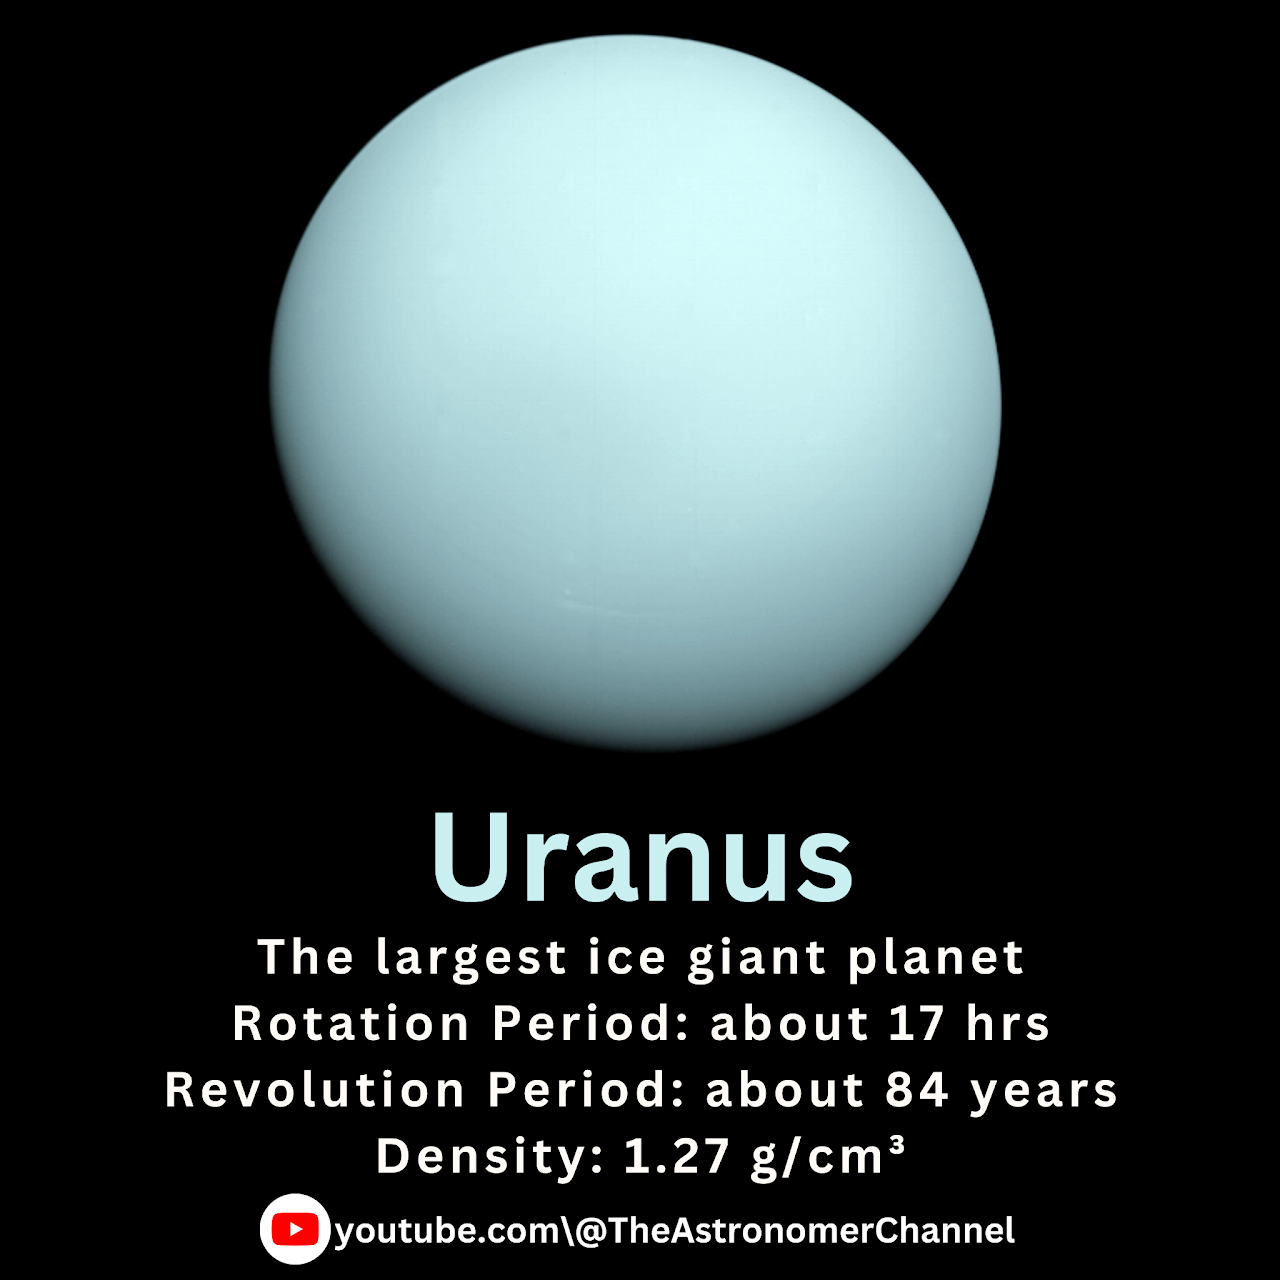 Uranus
The largest ice giant planet
Rotation Period: about 17 hrs
Revolution Period: about 84 years
Density: 1.27 g/cm³
youtube.com\@TheAstronomerChannel